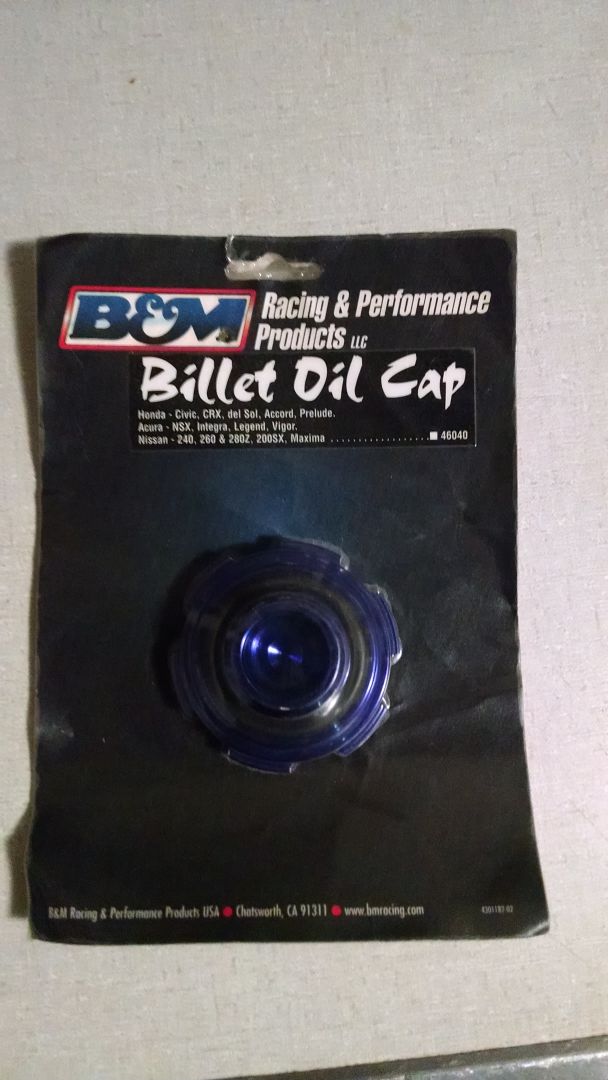 B&M Racing & Performance
Products LLC
Billet Oil Cap
Honda - Civic, CRX, del Sol, Accord, Prelude.
Acura - NSX, Integra, Legend, Vigor.
Nissan - 240, 260 & 280Z, 200SX, Maxima ..................■ 46040
B&M Racing & Performance Products USA ● Chatsworth, CA 91311 ● www.bmracing.com